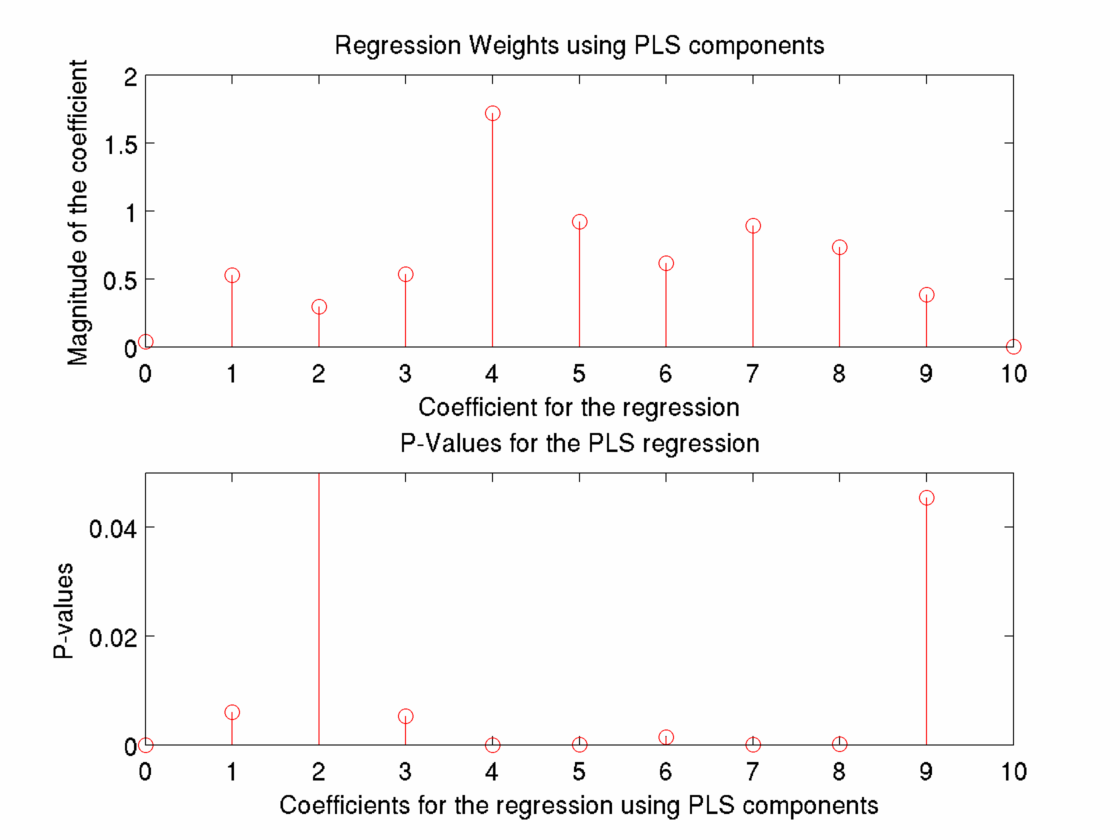 Regression Weights using PLS components
Magnitude of the coefficient
2
1.5
1
0.5
0
0 1 2 3 4 5 6 7 8 9 10
Coefficient for the regression
P-Values for the PLS regression
P-values
0.04
0.02
0
0 1 2 3 4 5 6 7 8 9 10
Coefficients for the regression using PLS components